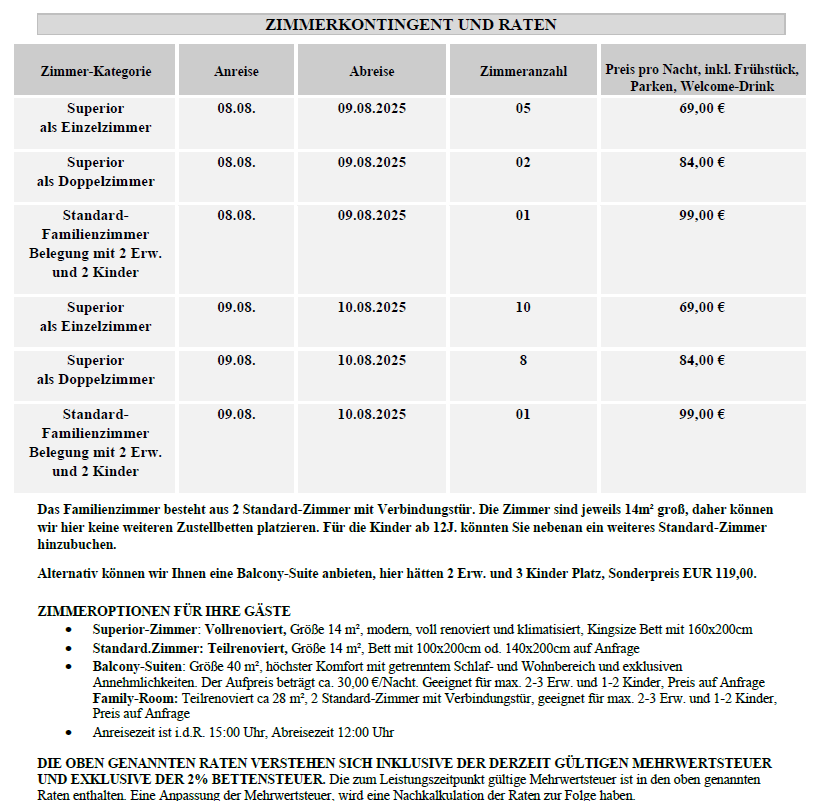 ZIMMERKONTINGENT UND RATEN
Zimmer-Kategorie Anreise Abreise Zimmeranzahl Preis pro Nacht, inkl. Frühstück,
Parken, Welcome-Drink
Superior 08.08. 09.08.2025 05 69,00 €
als Einzelzimmer
Superior 08.08. 09.08.2025 02 84,00 €
als Doppelzimmer
Standard- 08.08. 09.08.2025 01 99,00 €
Familienzimmer
Belegung mit 2 Erw.
und 2 Kinder
Superior 09.08. 10.08.2025 10 69,00 €
als Einzelzimmer
Superior 09.08. 10.08.2025 8 84,00 €
als Doppelzimmer
Standard- 09.08. 10.08.2025 01 99,00 €
Familienzimmer
Belegung mit 2 Erw.
und 2 Kinder
Das Familienzimmer besteht aus 2 Standard-Zimmer mit Verbindungstür. Die Zimmer sind jeweils 14m² groß, daher können
wir hier keine weiteren Zustellbetten platzieren. Für die Kinder ab 12J. könnten Sie nebenan ein weiteres Standard-Zimmer
hinzubuchen.
Alternativ können wir Ihnen eine Balcony-Suite anbieten, hier hätten 2 Erw. und 3 Kinder Platz, Sonderpreis EUR 119,00.
ZIMMEROPTIONEN FÜR IHRE GÄSTE
• Superior-Zimmer: Vollrenoviert, Größe 14 m², modern, voll renoviert und klimatisiert, Kingsize Bett mit 160x200cm
• Standard.Zimmer: Teilrenoviert, Größe 14 m², Bett mit 100x200cm od. 140x200cm auf Anfrage
• Balcony-Suiten: Größe 40 m², höchster Komfort mit getrenntem Schlaf- und Wohnbereich und exklusiven
Annehmlichkeiten. Der Aufpreis beträgt ca. 30,00 €/Nacht. Geeignet für max. 2-3 Erw. und 1-2 Kinder, Preis auf Anfrage
Family-Room: Teilrenoviert ca 28 m², 2 Standard-Zimmer mit Verbindungstür, geeignet für max. 2-3 Erw. und 1-2 Kinder,
Preis auf Anfrage
• Anreisezeit ist i.d.R. 15:00 Uhr, Abreisezeit 12:00 Uhr
DIE OBEN GENANNTEN RATEN VERSTEHEN SICH INKLUSIVE DER DERZEIT GÜLTIGEN MEHRWERTSTEUER
UND EXKLUSIVE DER 2% BETTENSTEUER. Die zum Leistungszeitpunkt gültige Mehrwertsteuer ist in den oben genannten
Raten enthalten. Eine Anpassung der Mehrwertsteuer, wird eine Nachkalkulation der Raten zur Folge haben.